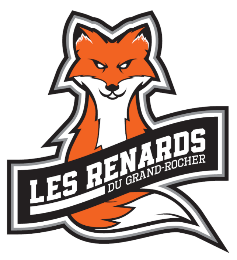 LES RENARDS
DU GRAND-ROCHER